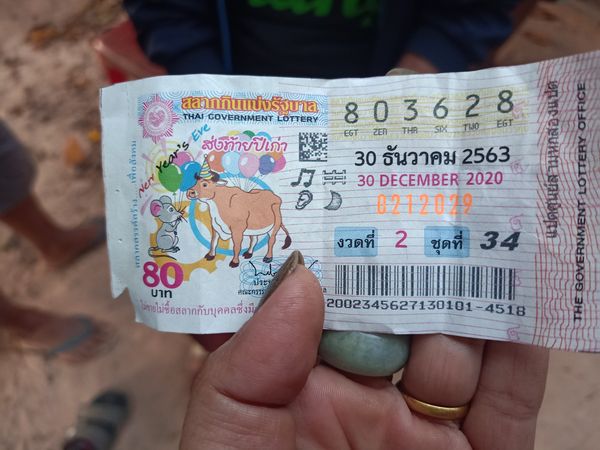 สลากกินแบ่งรัฐบาล
THAI GOVERNMENT LOTTERY
New Year's Eve
ส่งท้ายปีเก่า
80
บาท
803628
EGT ZER THR SIX TWO EGT
30 ธันวาคม 2563
30 DECEMBER 2020
0212029
งวดที่ 2 ชุดที่ 34
2002345627130101-4518
THE GOVERNMENT LOTTERY OFFICE